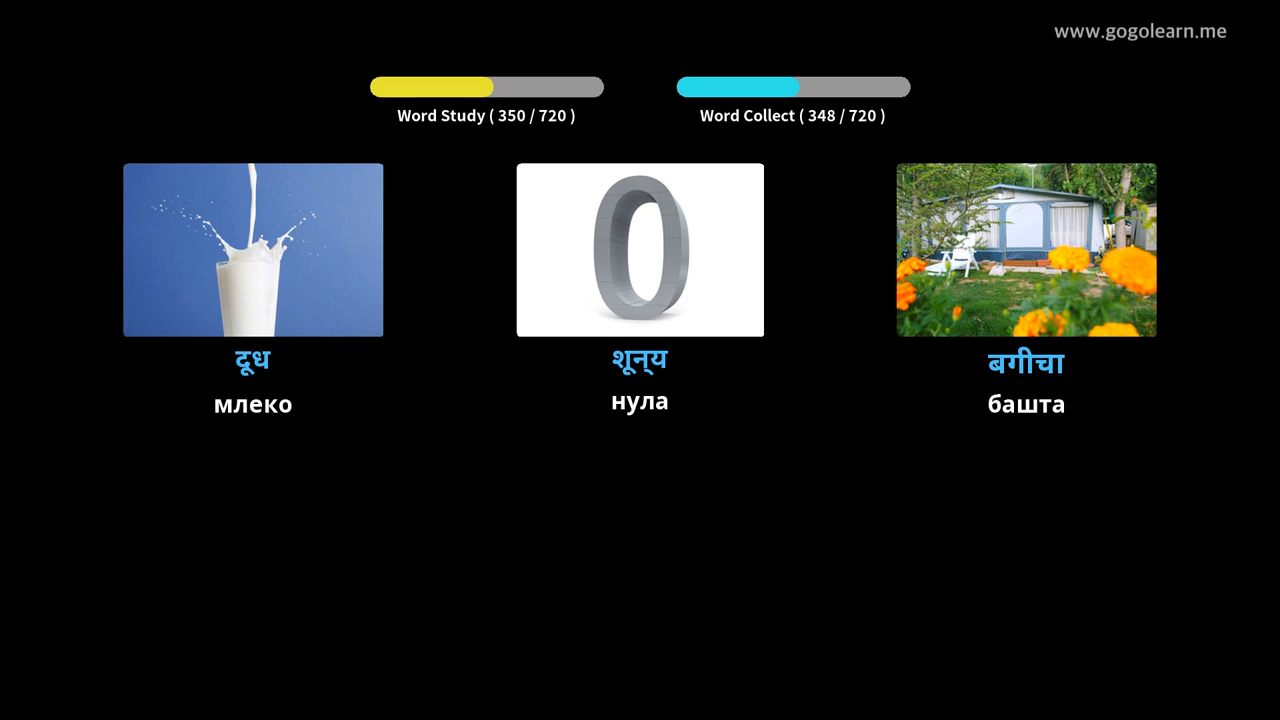 www.gogolearn.me
Word Study ( 350 / 720 )
Word Collect ( 348 / 720 )
दूध
शून्य
बगीचा
млеко
нула
башта